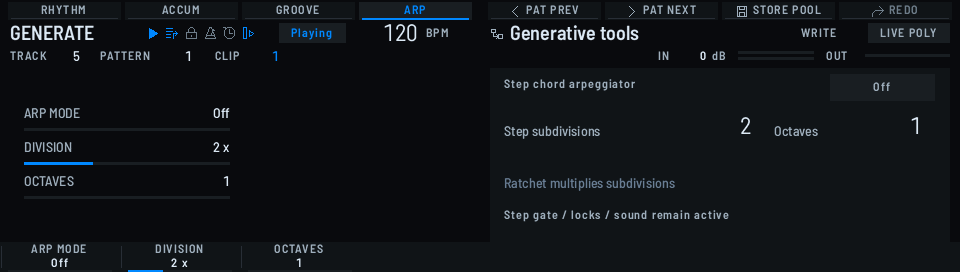 RHYTHM ACCUM GROOVE ARP PAT PREV PAT NEXT STORE POOL REDO
GENERATE Playing 120 BPM Generative tools WRITE LIVE POLY
TRACK 5 PATTERN 1 CLIP 1 IN 0 dB OUT
Step chord arpeggiator Off
ARP MODE Off
Step subdivisions 2 Octaves 1
DIVISION 2 x
OCTAVES 1
Ratchet multiplies subdivisions
Step gate / locks / sound remain active
ARP MODE DIVISION OCTAVES
Off 2 x 1